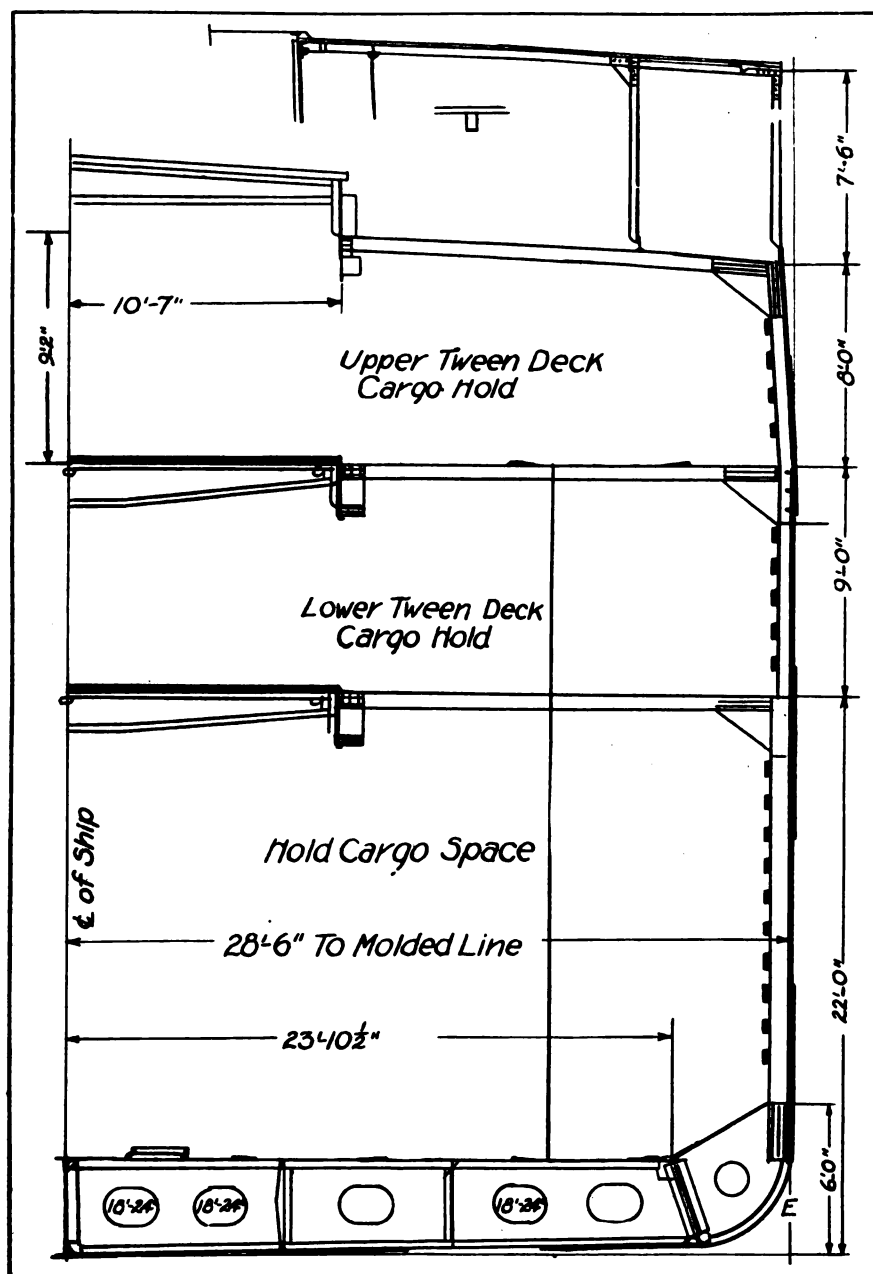 7'-6"
10'-7"
9'2"
Upper Tween Deck
Cargo Hold
8'-0"
Lower Tween Deck
Cargo Hold
9'-0"
℄ of Ship
Hold Cargo Space
28'-6" To Molded Line
22'-0"
23'-10½"
6'0"
18"-24"
18"-24"
18"-24"
E